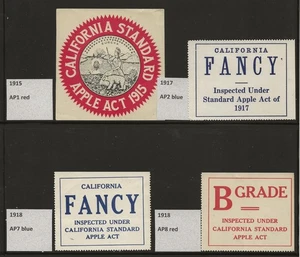 1915
AP1 red
CALIFORNIA STANDARD
APPLE ACT 1915
1917
AP2 blue
CALIFORNIA
FANCY
Inspected Under
Standard Apple Act of
1917
1918
AP7 blue
CALIFORNIA
FANCY
INSPECTED UNDER
CALIFORNIA STANDARD
APPLE ACT
1918
AP8 red
B GRADE
INSPECTED UNDER
CALIFORNIA STANDARD
APPLE ACT